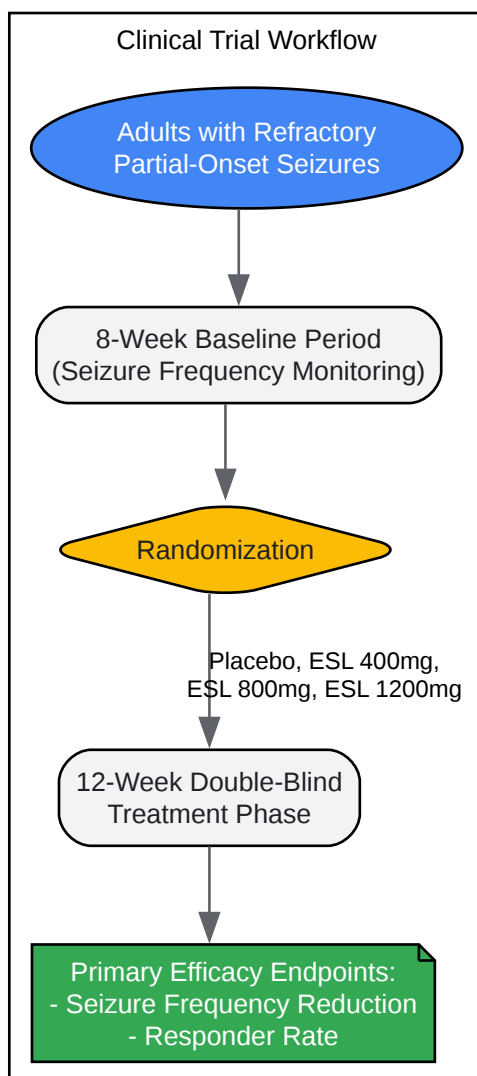 Clinical Trial Workflow
Adults with Refractory
Partial-Onset Seizures
8-Week Baseline Period
(Seizure Frequency Monitoring)
Randomization
Placebo, ESL 400mg,
ESL 800mg, ESL 1200mg
12-Week Double-Blind
Treatment Phase
Primary Efficacy Endpoints:
- Seizure Frequency Reduction
- Responder Rate